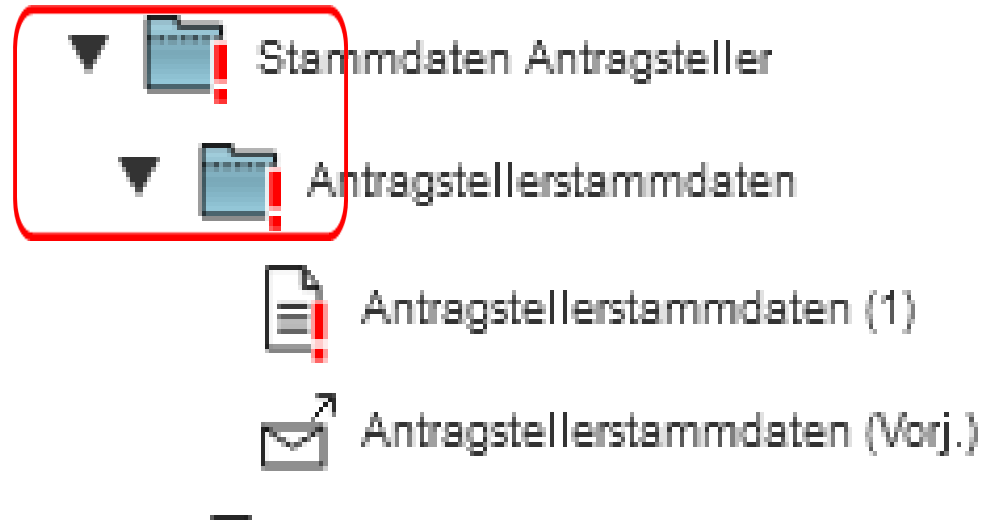 Stammdaten Antragsteller
Antragstellerstammdaten
Antragstellerstammdaten (1)
Antragstellerstammdaten (Vorj.)